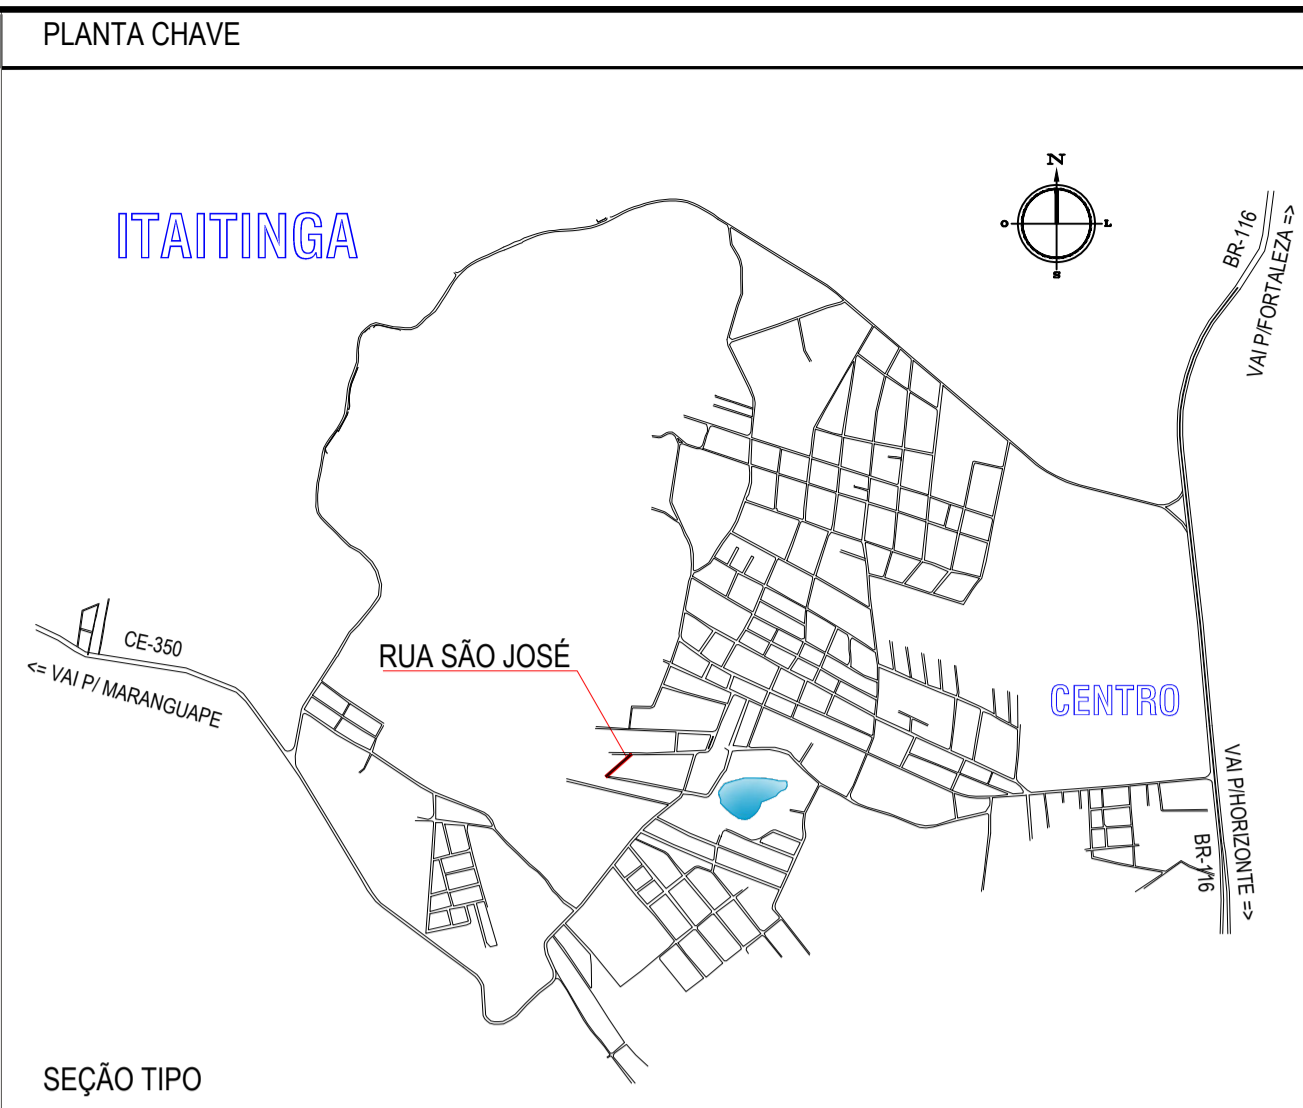 PLANTA CHAVE
ITAITINGA
N
O
L
S
BR-116
VAI P/FORTALEZA =>
CE-350
<= VAI P/ MARANGUAPE
RUA SÃO JOSÉ
CENTRO
VAI P/HORIZONTE =>
BR-116
SEÇÃO TIPO